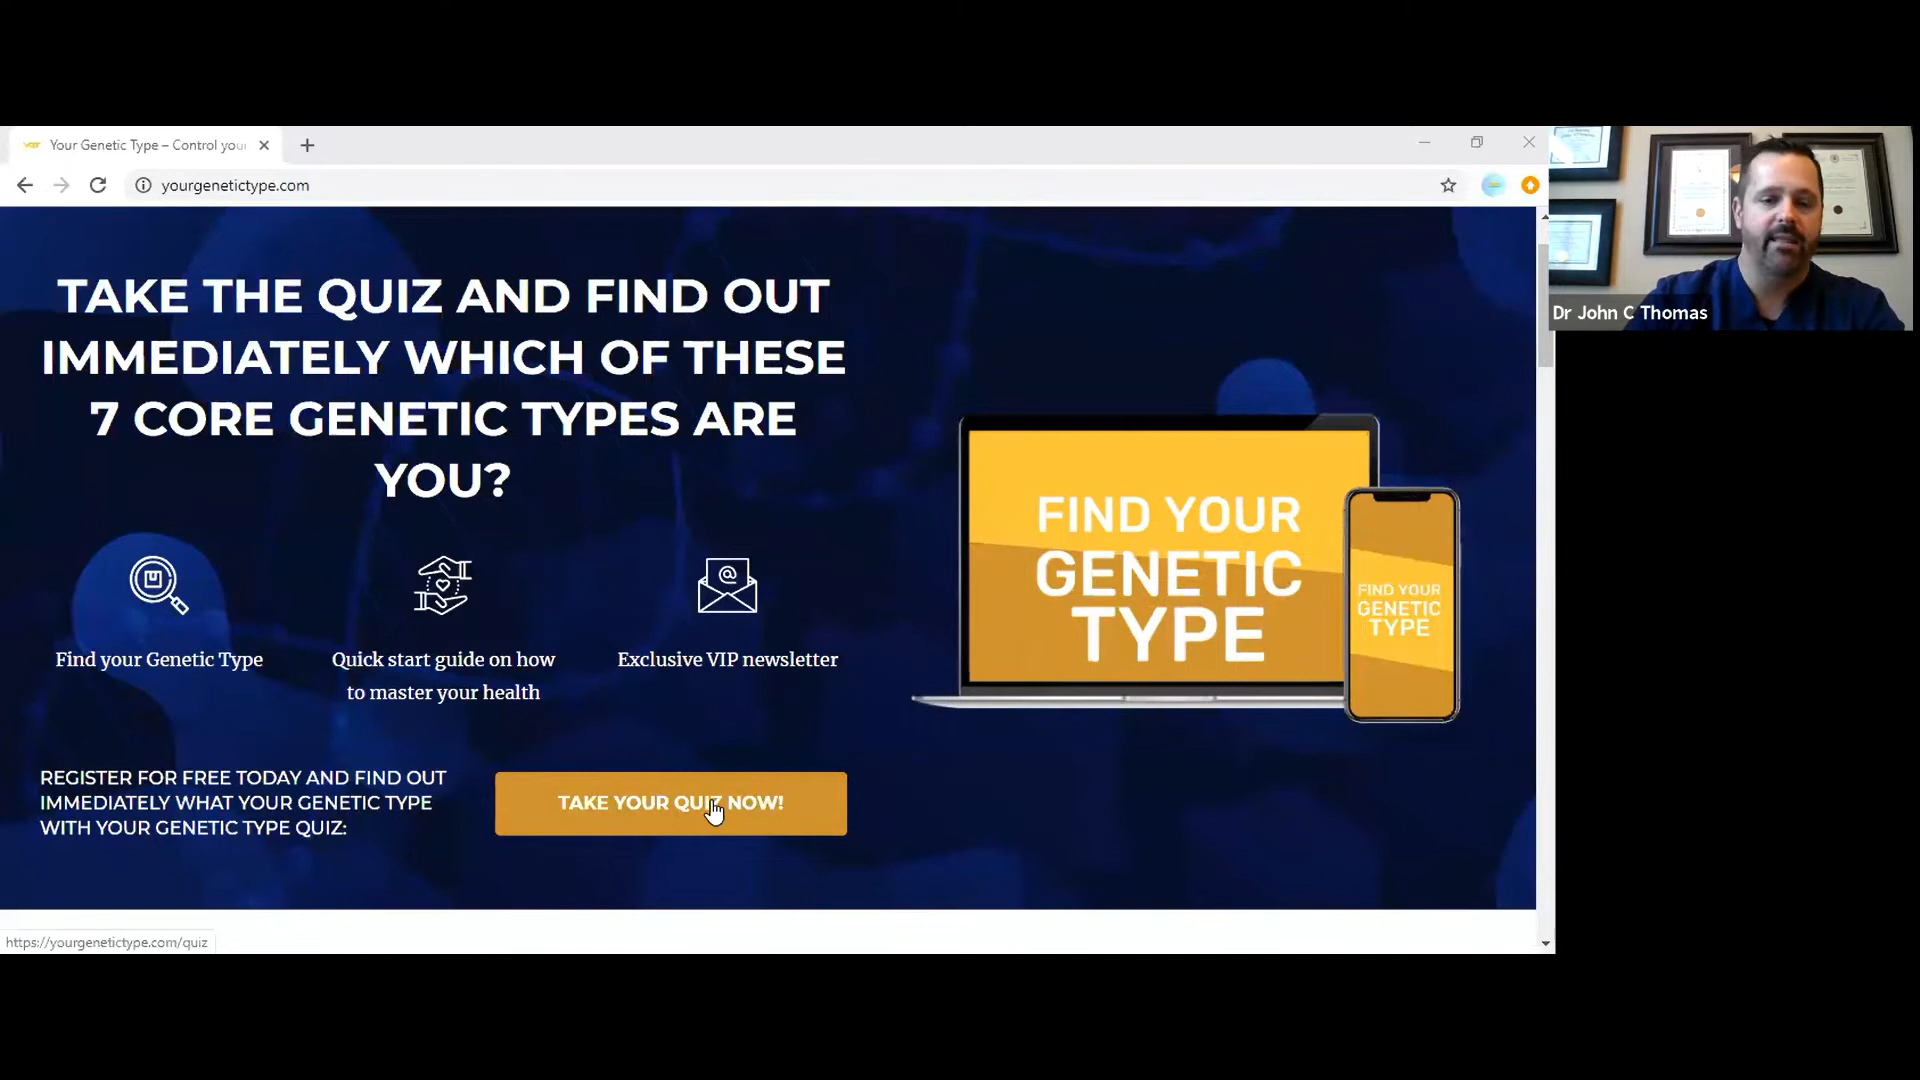 Your Genetic Type – Control you
yourgenetictype.com
TAKE THE QUIZ AND FIND OUT
IMMEDIATELY WHICH OF THESE
7 CORE GENETIC TYPES ARE
YOU?
Find your Genetic Type
Quick start guide on how
to master your health
Exclusive VIP newsletter
REGISTER FOR FREE TODAY AND FIND OUT
IMMEDIATELY WHAT YOUR GENETIC TYPE
WITH YOUR GENETIC TYPE QUIZ:
TAKE YOUR QUIZ NOW!
FIND YOUR
GENETIC
TYPE
FIND YOUR
GENETIC
TYPE
https://yourgenetictype.com/quiz
Dr John C Thomas